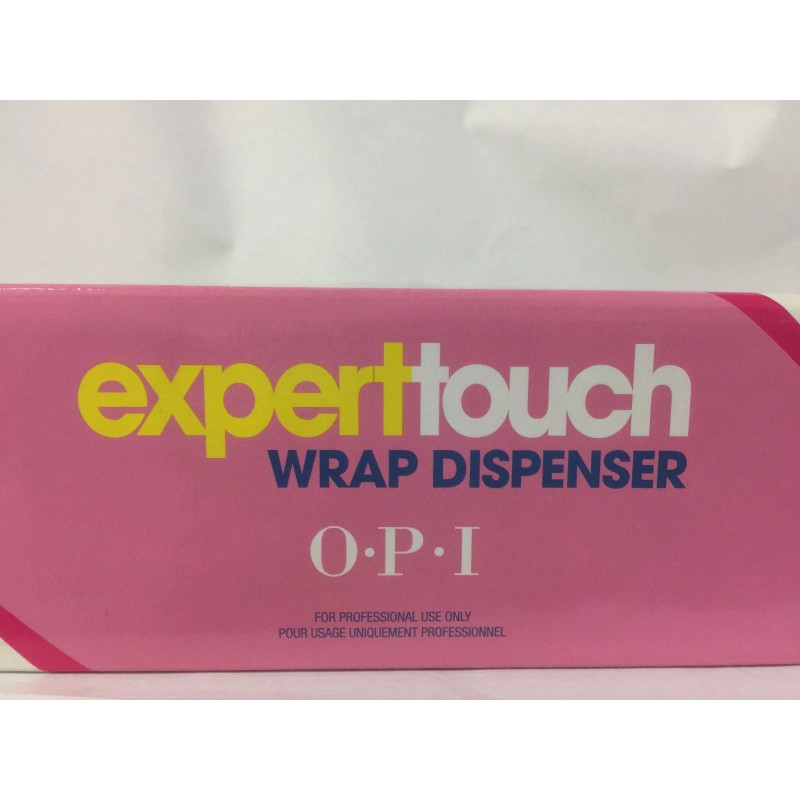 experttouch
WRAP DISPENSER
O·P·I
FOR PROFESSIONAL USE ONLY
POUR USAGE UNIQUEMENT PROFESSIONNEL